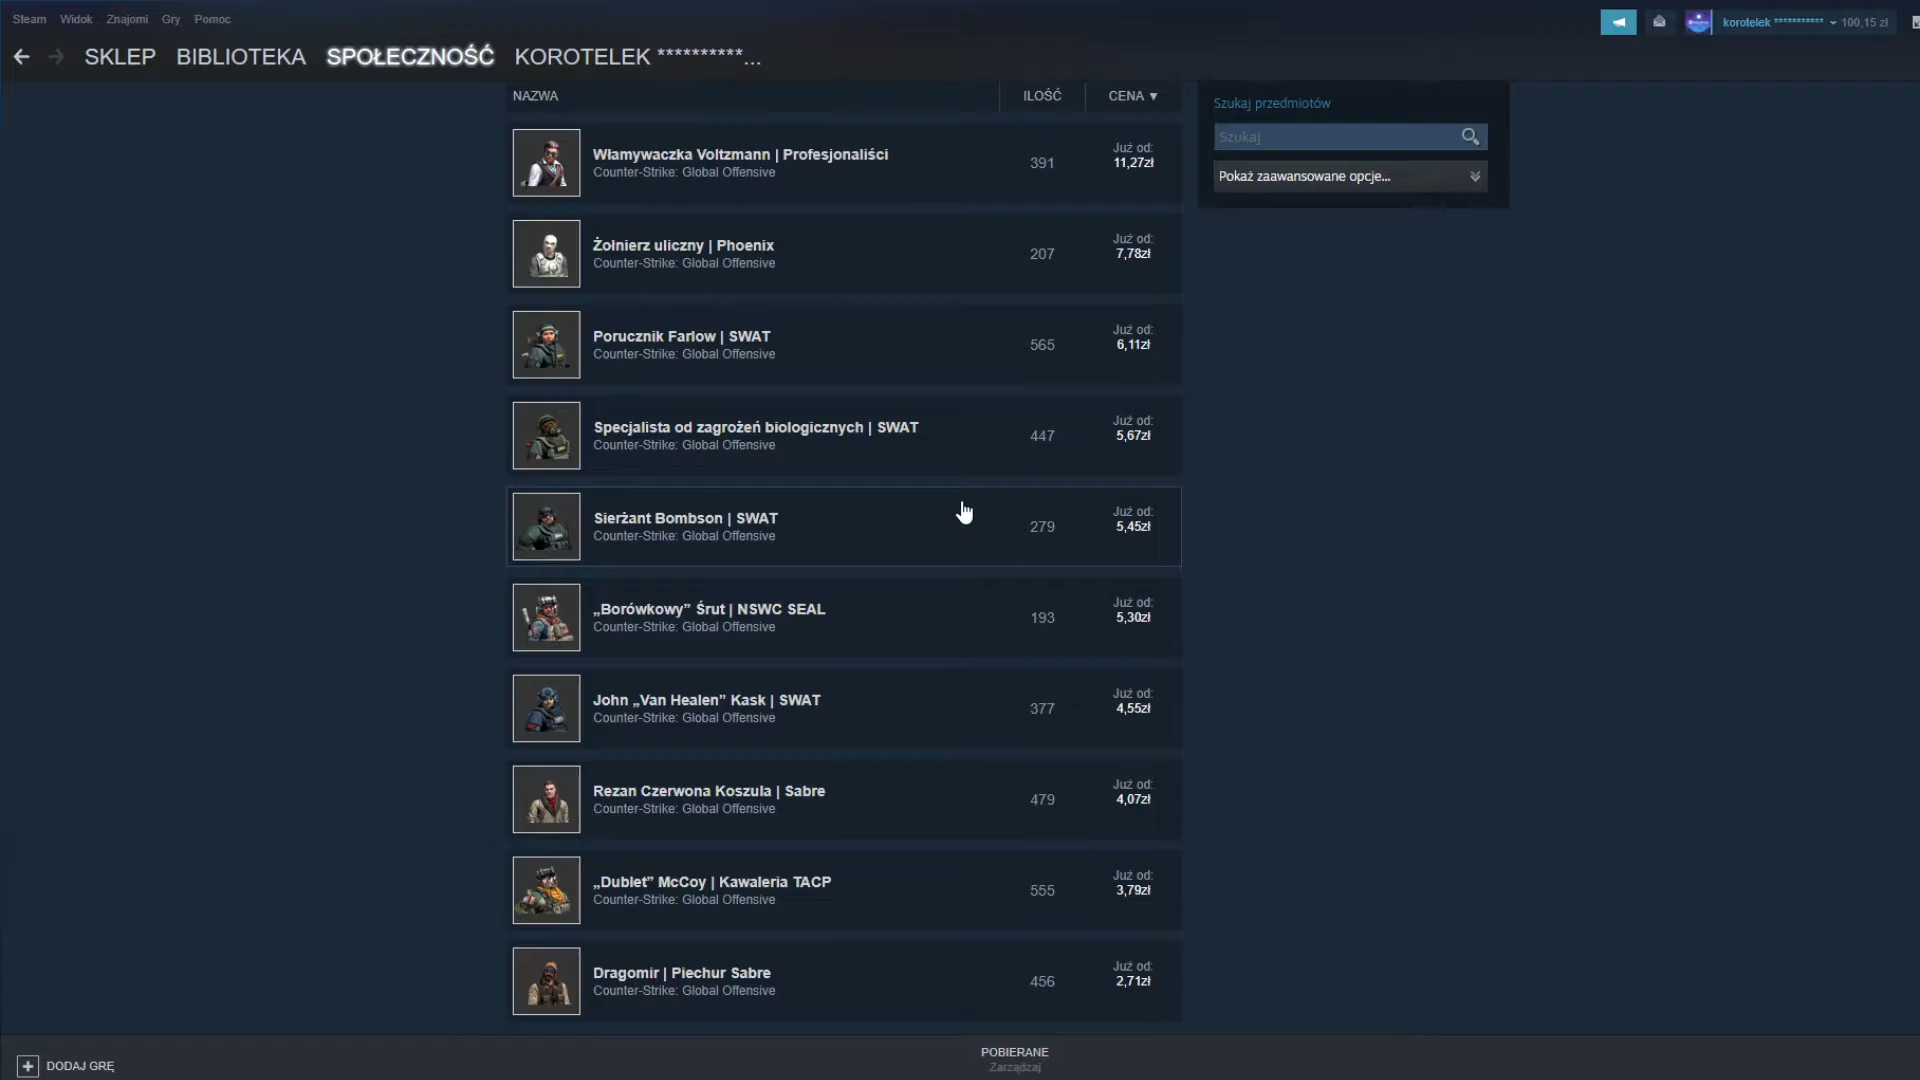 Steam Widok Znajomi Gry Pomoc
korotelek *********** 100,15 zł
SKLEP BIBLIOTEKA SPOŁECZNOŚĆ KOROTELEK **********...
NAZWA ILOŚĆ CENA ▼
Szukaj przedmiotów
Szukaj
Pokaż zaawansowane opcje...
Włamywaczka Voltzmann | Profesjonaliści
Counter-Strike: Global Offensive
391
Już od:
11,27zł
Żołnierz uliczny | Phoenix
Counter-Strike: Global Offensive
207
Już od:
7,78zł
Porucznik Farlow | SWAT
Counter-Strike: Global Offensive
565
Już od:
6,11zł
Specjalista od zagrożeń biologicznych | SWAT
Counter-Strike: Global Offensive
447
Już od:
5,67zł
Sierżant Bombson | SWAT
Counter-Strike: Global Offensive
279
Już od:
5,45zł
„Borówkowy” Śrut | NSWC SEAL
Counter-Strike: Global Offensive
193
Już od:
5,30zł
John „Van Healen” Kask | SWAT
Counter-Strike: Global Offensive
377
Już od:
4,55zł
Rezan Czerwona Koszula | Sabre
Counter-Strike: Global Offensive
479
Już od:
4,07zł
„Dublet” McCoy | Kawaleria TACP
Counter-Strike: Global Offensive
555
Już od:
3,79zł
Dragomir | Piechur Sabre
Counter-Strike: Global Offensive
456
Już od:
2,71zł
DODAJ GRĘ
POBIERANE
Zarządzaj